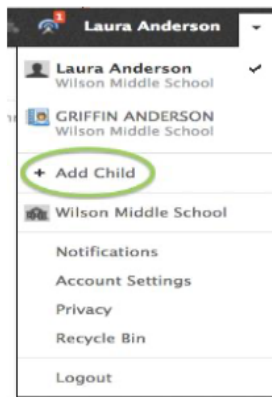 1
Laura Anderson
Laura Anderson
Wilson Middle School
GRIFFIN ANDERSON
Wilson Middle School
+ Add Child
Wilson Middle School
Notifications
Account Settings
Privacy
Recycle Bin
Logout